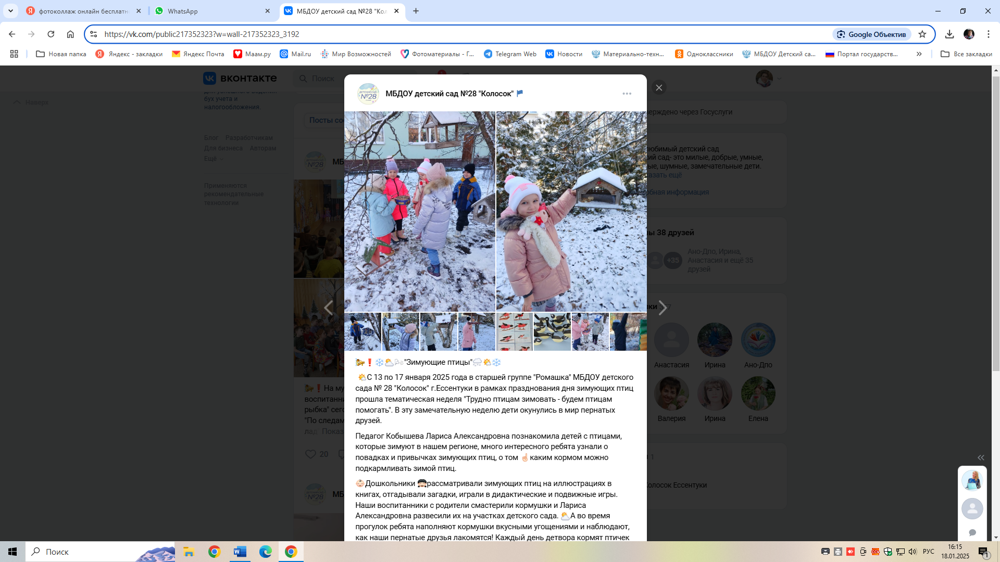 фотоколлаж онлайн бесплатн
WhatsApp
МБДОУ детский сад №28 "Кол
https://vk.com/public217352323?w=wall-217352323_3192
Google Объектив
Новая папка
Яндекс - закладки
Яндекс Почта
Маам.ру
Mail.ru
Мир Возможностей
Фотоматериалы - Г...
Telegram Web
Новости
Материально-техн...
Одноклассники
МБДОУ Детский са...
Портал государств...
Все закладки
вконтакте
Поиск
Наверх
бух учета и
налогообложения.
Блог Разработчикам
Для бизнеса Авторам
Ещё
Применяются
рекомендательные
технологии
Посты со
МБ
На му
воспитанн
рыбка" сего
"По следам
лад Показ
20
МБ
ДЕТСКИЙ САД
№28
МБДОУ детский сад №28 "Колосок"
"Зимующие птицы"
С 13 по 17 января 2025 года в старшей группе "Ромашка" МБДОУ детского
сада № 28 "Колосок" г.Ессентуки в рамках празднования дня зимующих птиц
прошла тематическая неделя "Трудно птицам зимовать - будем птицам
помогать". В эту замечательную неделю дети окунулись в мир пернатых
друзей.
Педагог Кобышева Лариса Александровна познакомила детей с птицами,
которые зимуют в нашем регионе, много интересного ребята узнали о
повадках и привычках зимующих птиц, о том каким кормом можно
подкармливать зимой птиц.
Дошкольники рассматривали зимующих птиц на иллюстрациях в
книгах, отгадывали загадки, играли в дидактические и подвижные игры.
Наши воспитанники с родители смастерили кормушки и Лариса
Александровна развесили их на участках детского сада. А во время
прогулок ребята наполняют кормушки вкусными угощениями и наблюдают,
как наши пернатые друзья лакомятся! Каждый день детвора кормят птичек
ерждено через Госуслуги
любимый детский сад
ий сад- это милые, добрые, умные,
ые, шумные, замечательные дети.
азать ещё
обная информация
ы 38 друзей
+35
Ано-Дпо, Ирина,
Анастасия и ещё 35
друзей
Анастасия
Ирина
Ано-Дпо
Валерия
Ирина
Елена
1
Колосок Ессентуки
Поиск
РУС
16:15
18.01.2025
1